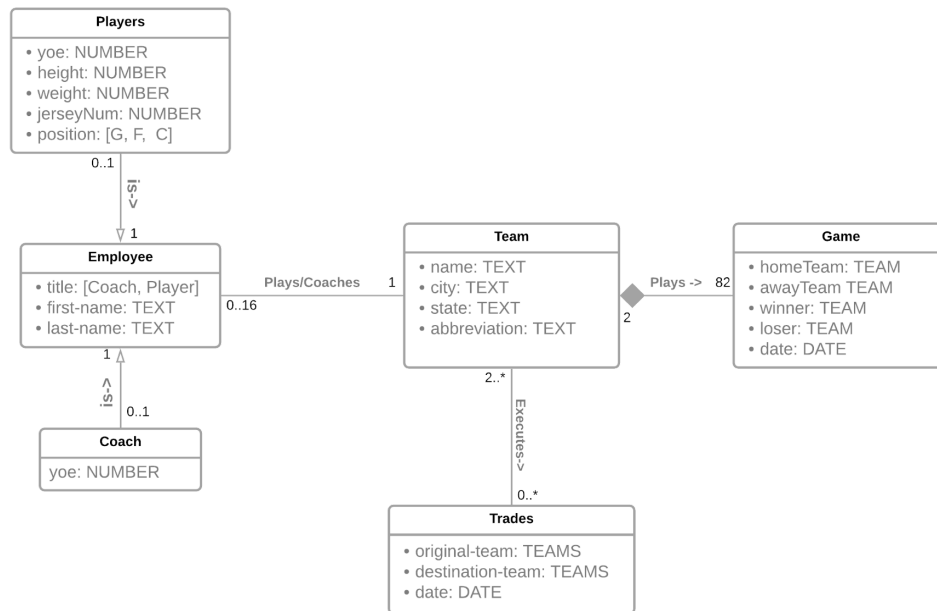 Players
• yoe: NUMBER
• height: NUMBER
• weight: NUMBER
• jerseyNum: NUMBER
• position: [G, F, C]
0..1
is->
1
Employee
• title: [Coach, Player]
• first-name: TEXT
• last-name: TEXT
Plays/Coaches
0..16
1
Team
• name: TEXT
• city: TEXT
• state: TEXT
• abbreviation: TEXT
Plays ->
2
82
Game
• homeTeam: TEAM
• awayTeam TEAM
• winner: TEAM
• loser: TEAM
• date: DATE
1
is->
0..1
Coach
yoe: NUMBER
2..*
Executes->
0..*
Trades
• original-team: TEAMS
• destination-team: TEAMS
• date: DATE